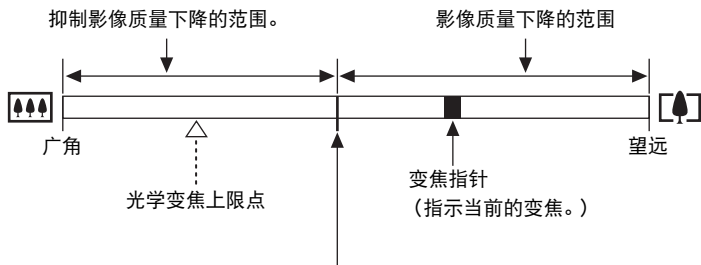 抑制影像质量下降的范围。
影像质量下降的范围
广角
望远
光学变焦上限点
变焦指针
（指示当前的变焦。）